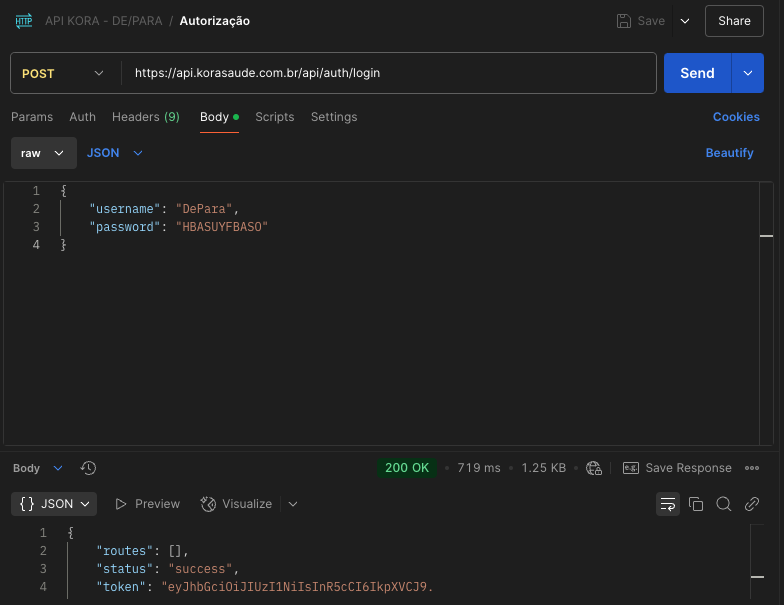 HTTP API KORA - DE/PARA / Autorização Save Share
POST https://api.korasaude.com.br/api/auth/login Send
Params Auth Headers (9) Body Scripts Settings Cookies
raw JSON Beautify
1 {
2 "username": "DePara",
3 "password": "HBASUYFBASO"
4 }
Body 200 OK 719 ms 1.25 KB e.g. Save Response
{} JSON Preview Visualize
1 {
2 "routes": [],
3 "status": "success",
4 "token": "eyJhbGciOiJIUzI1NiIsInR5cCI6IkpXVCJ9.